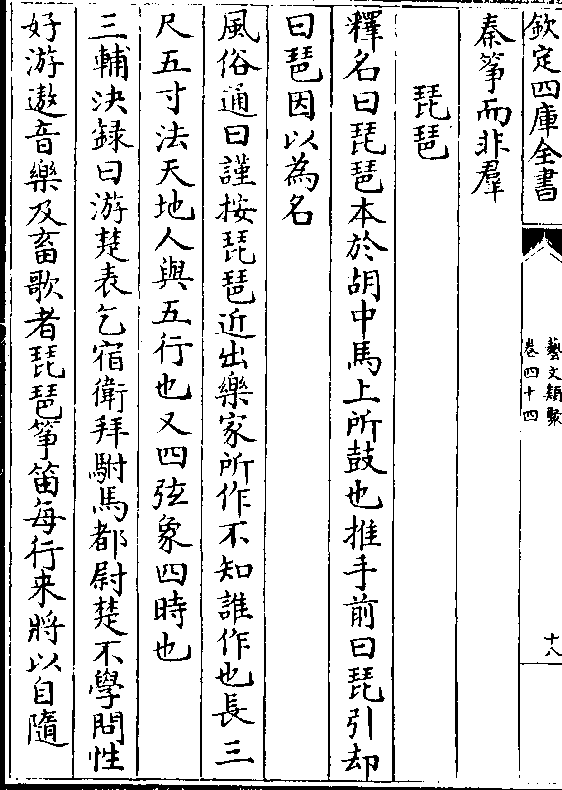 欽定四庫全書
藝文類聚
卷四十四
十八
秦箏而非羣
琵琶
釋名曰琵琶本於胡中馬上所鼓也推手前曰琵引却
曰琶因以為名
風俗通曰謹按琵琶近出樂家所作不知誰作也長三
尺五寸法天地人與五行也又四弦象四時也
三輔決録曰游楚表乞宿衛拜駙馬都尉楚不學問性
好游遨音樂及畜歌者琵琶箏笛每行来將以自隨